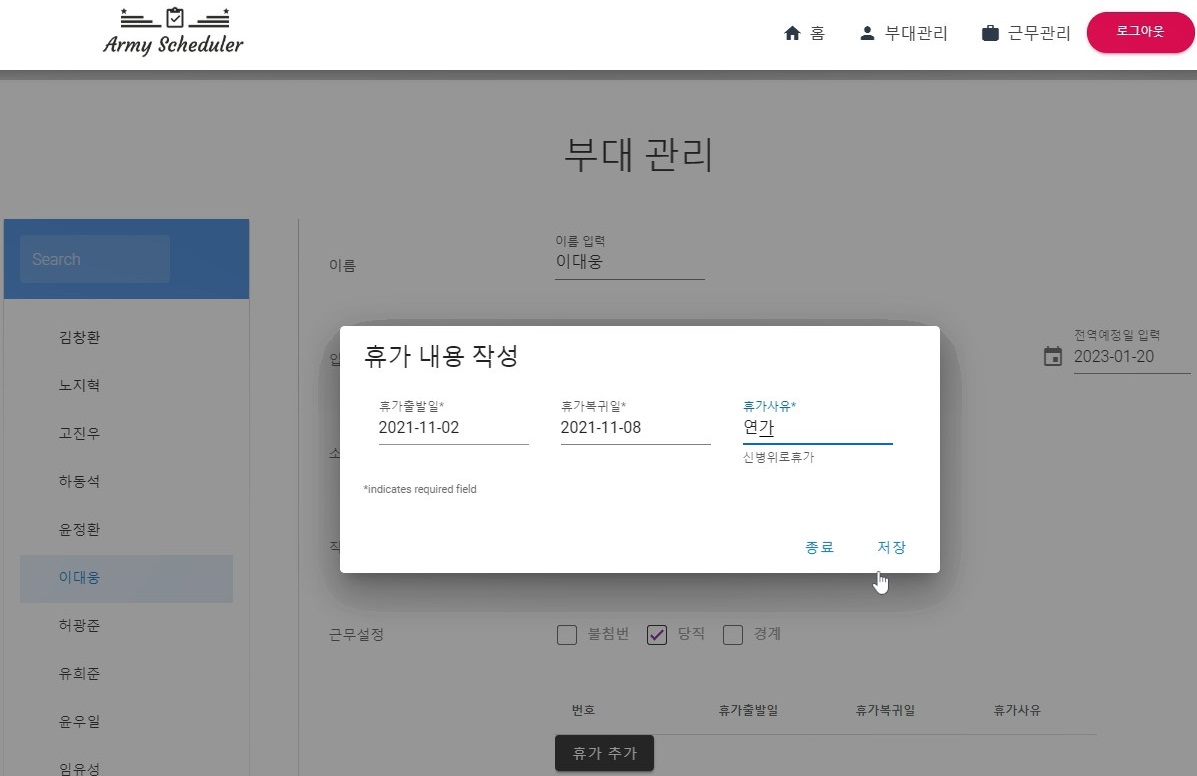 Army Scheduler
홈
부대관리
근무관리
로그아웃
부대 관리
Search
김창환
노지혁
고진우
하동석
윤정환
이대웅
허광준
유희준
윤우일
임유성
이름
이름 입력
이대웅
입
전역예정일 입력
2023-01-20
소
직
휴가 내용 작성
휴가출발일*
2021-11-02
휴가복귀일*
2021-11-08
휴가사유*
연가
신병위로휴가
*indicates required field
종료
저장
근무설정
불침번
당직
경계
번호
휴가출발일
휴가복귀일
휴가사유
휴가 추가